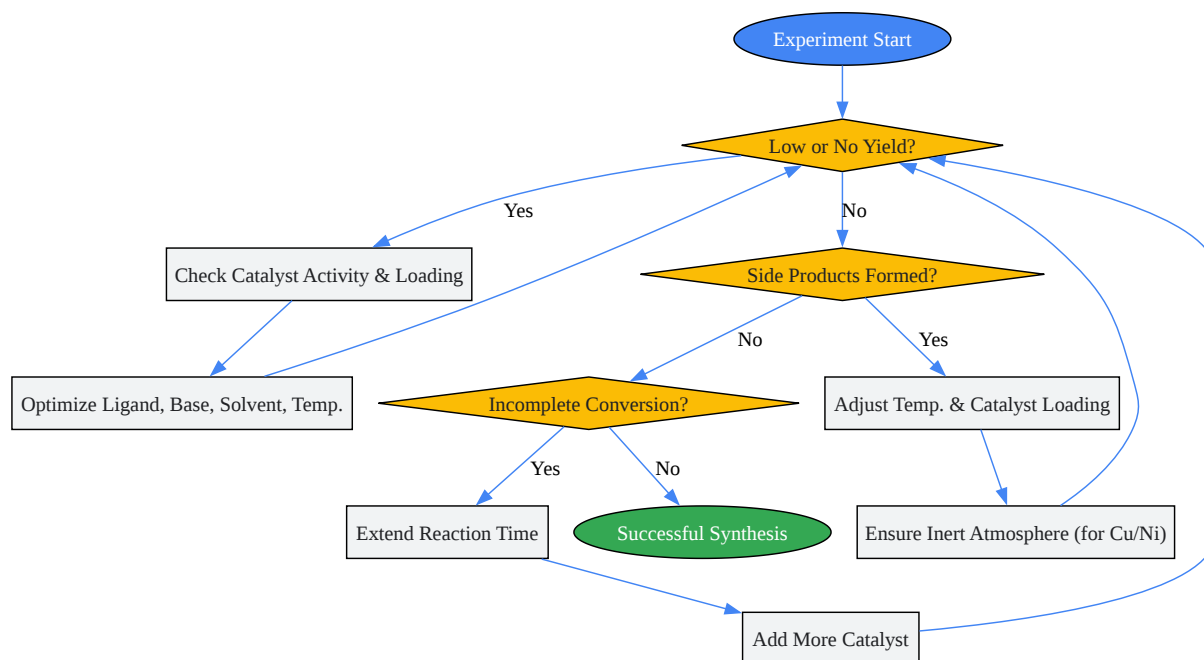 Experiment Start
Low or No Yield?
Yes
No
Check Catalyst Activity & Loading
Side Products Formed?
No
Yes
Optimize Ligand, Base, Solvent, Temp.
Incomplete Conversion?
Adjust Temp. & Catalyst Loading
Yes
No
Extend Reaction Time
Successful Synthesis
Ensure Inert Atmosphere (for Cu/Ni)
Add More Catalyst